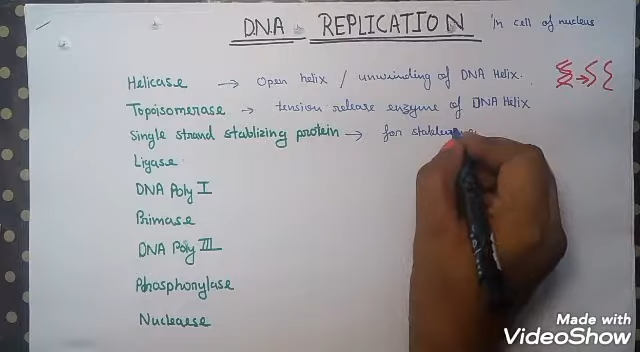 DNA REPLICATION in cell of nucleus
Helicase → Open helix / unwinding of DNA Helix.
Topoisomerase → tension release enzyme of DNA Helix
Single strand stablizing protein → for
Ligase
DNA Poly I
Primase
DNA Poly III
Phosphonylase
Nuclease
Made with
VideoShow